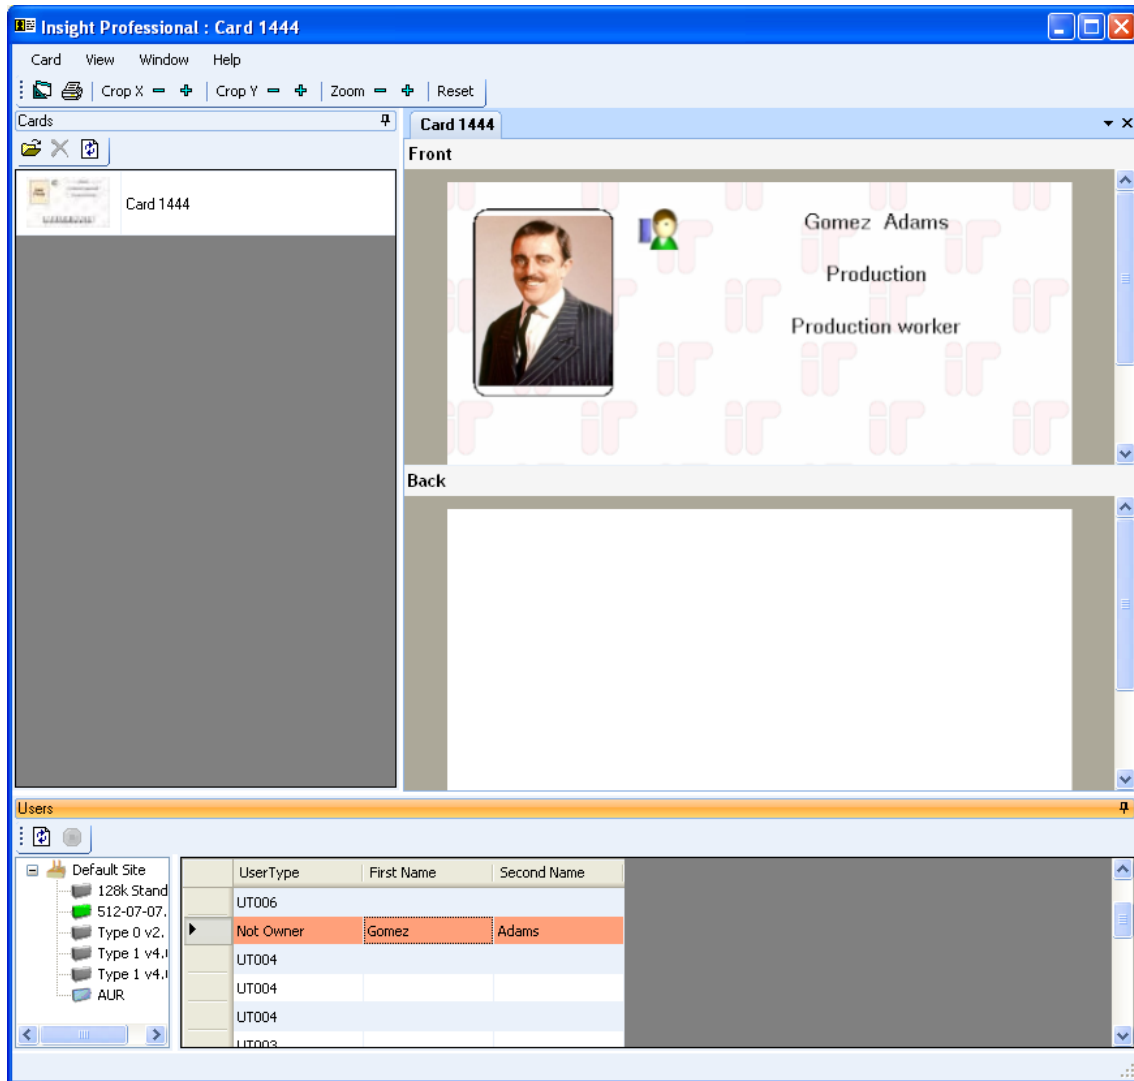 Insight Professional : Card 1444
Card View Window Help
Crop X Crop Y Zoom Reset
Cards
Card 1444
Card 1444
Front
Gomez Adams
Production
Production worker
Back
Users
Default Site
128k Stand
512-07-07.
Type 0 v2.
Type 1 v4.
Type 1 v4.
AUR
UserType First Name Second Name
UT006
Not Owner Gomez Adams
UT004
UT004
UT004
UT003